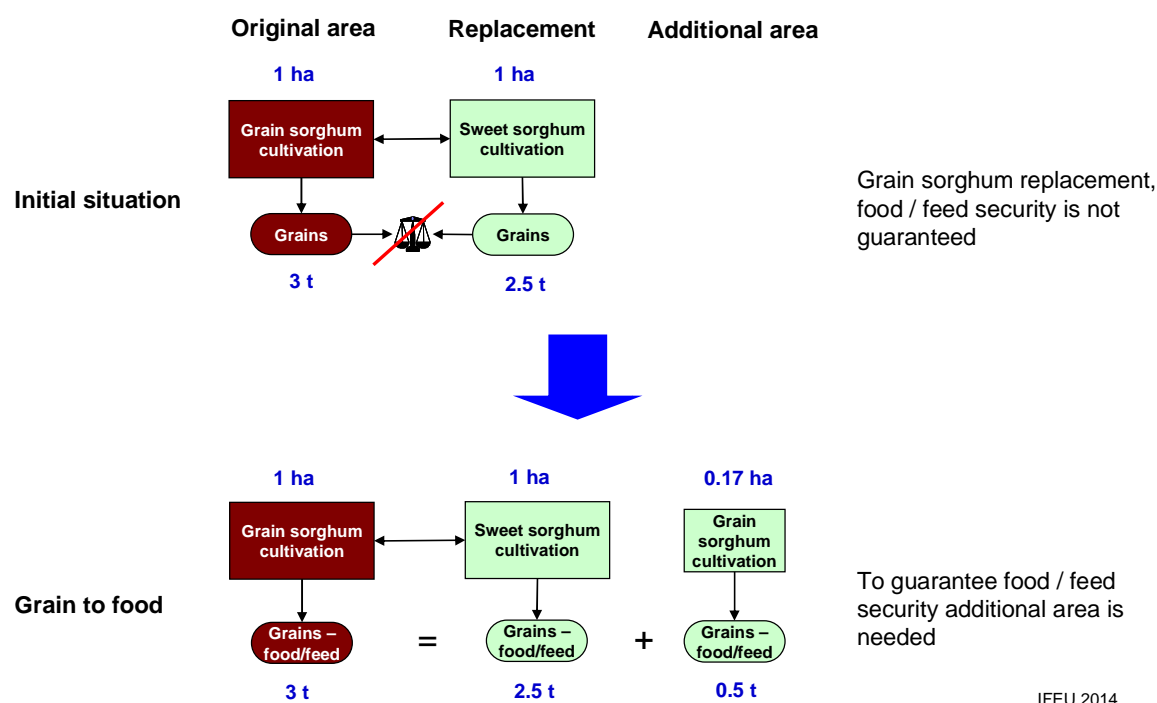 Original area
Replacement
Additional area
1 ha
1 ha
Grain sorghum
cultivation
Sweet sorghum
cultivation
Initial situation
Grains
Grains
3 t
2.5 t
Grain sorghum replacement,
food / feed security is not
guaranteed
1 ha
1 ha
0.17 ha
Grain sorghum
cultivation
Sweet sorghum
cultivation
Grain
sorghum
cultivation
Grain to food
Grains –
food/feed
=
Grains –
food/feed
+
Grains –
food/feed
3 t
2.5 t
0.5 t
To guarantee food / feed
security additional area is
needed
IFEU 2014